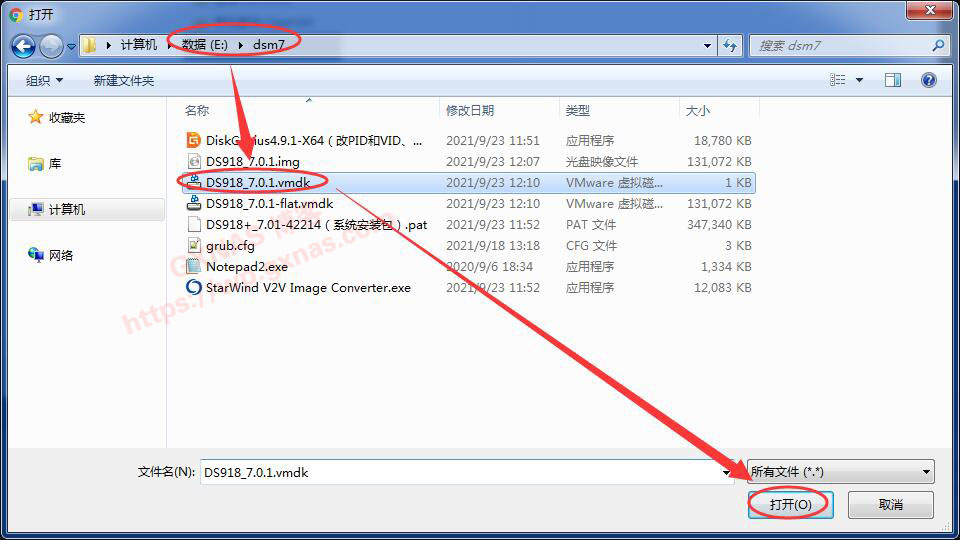 打开
计算机 数据 (E:) dsm7
搜索 dsm7
组织 新建文件夹
收藏夹
库
计算机
网络
名称 修改日期 类型 大小
DiskGenius4.9.1-X64（改PID和VID、... 2021/9/23 11:51 应用程序 18,780 KB
DS918_7.0.1.img 2021/9/23 12:07 光盘映像文件 131,072 KB
DS918_7.0.1.vmdk 2021/9/23 12:10 VMware 虚拟磁... 1 KB
DS918_7.0.1-flat.vmdk 2021/9/23 12:10 VMware 虚拟磁... 131,072 KB
DS918+_7.01-42214（系统安装包）.pat 2021/9/23 11:52 PAT 文件 347,340 KB
grub.cfg 2021/9/18 13:18 CFG 文件 3 KB
Notepad2.exe 2020/9/6 18:34 应用程序 1,334 KB
StarWind V2V Image Converter.exe 2021/9/23 11:52 应用程序 12,083 KB
GXNAS 博客
https://wp.gxnas.com
文件名(N): DS918_7.0.1.vmdk 所有文件 (*.*)
打开(O) 取消